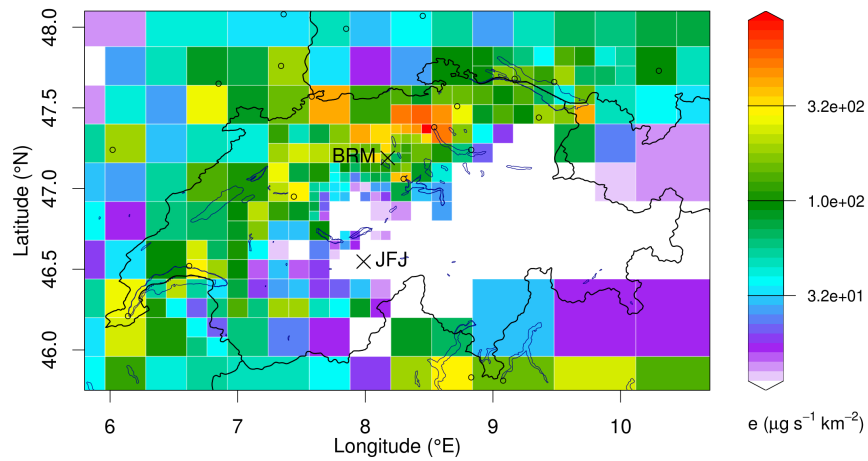 48.0
47.5
47.0
46.5
46.0
Latitude (°N)
BRM
JFJ
6
7
8
9
10
Longitude (°E)
3.2e+02
1.0e+02
3.2e+01
e (μg s⁻¹ km⁻²)